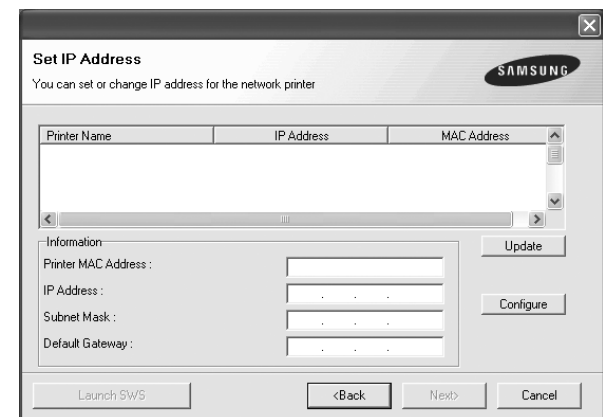 Set IP Address
You can set or change IP address for the network printer
SAMSUNG
Printer Name IP Address MAC Address
Information
Update
Printer MAC Address :
IP Address : . . .
Configure
Subnet Mask : . . .
Default Gateway : . . .
Launch SWS <Back Next> Cancel